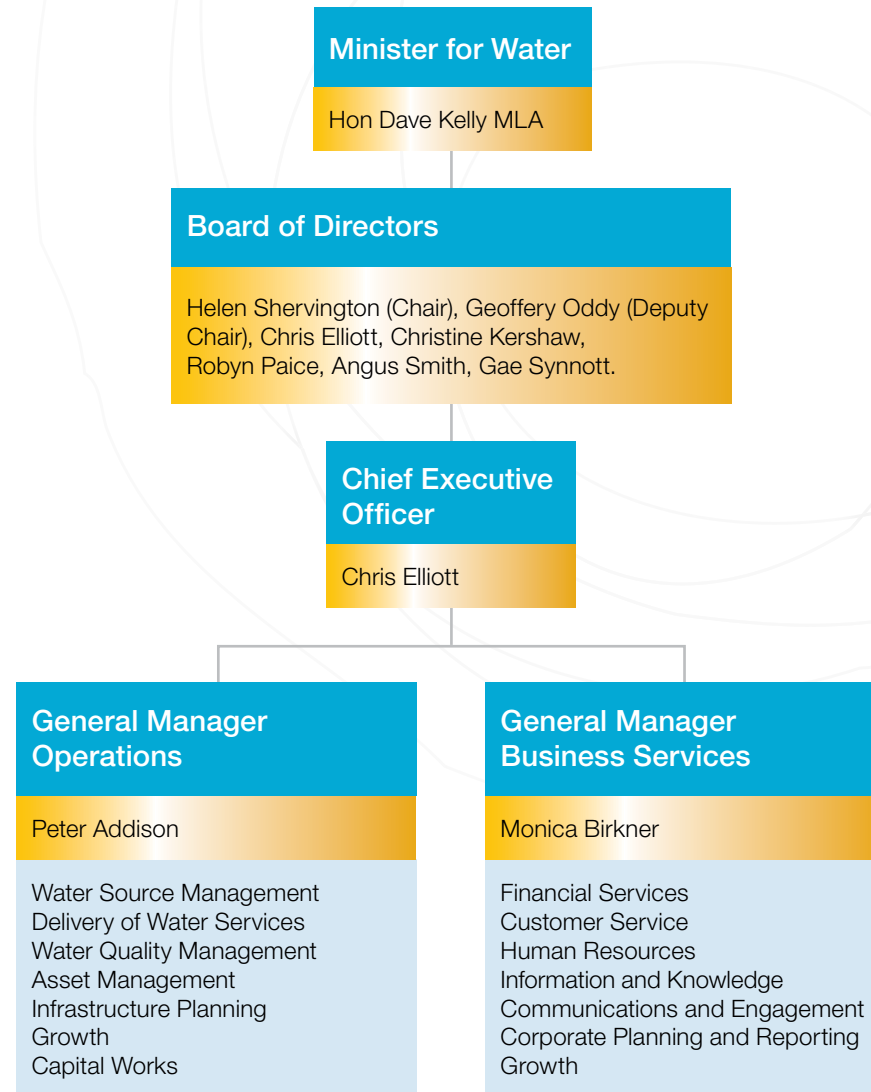 Minister for Water
Hon Dave Kelly MLA
Board of Directors
Helen Shervington (Chair), Geoffery Oddy (Deputy
Chair), Chris Elliott, Christine Kershaw,
Robyn Paice, Angus Smith, Gae Synnott.
Chief Executive
Officer
Chris Elliott
General Manager
Operations
Peter Addison
Water Source Management
Delivery of Water Services
Water Quality Management
Asset Management
Infrastructure Planning
Growth
Capital Works
General Manager
Business Services
Monica Birkner
Financial Services
Customer Service
Human Resources
Information and Knowledge
Communications and Engagement
Corporate Planning and Reporting
Growth